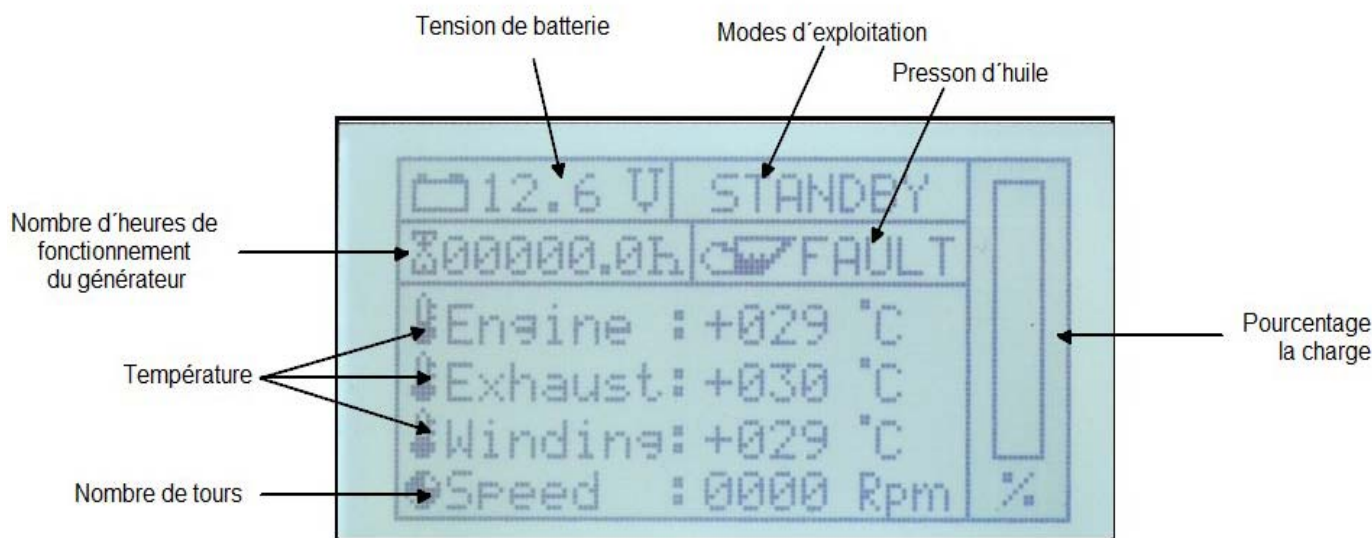 Tension de batterie
Modes d´exploitation
Presson d´huile
12.6 V STANDBY
Nombre d´heures de
fonctionnement
du générateur
00000.0h FAULT
Engine : +029 °C
Pourcentage
la charge
Température
Exhaust: +030 °C
Winding: +029 °C
Nombre de tours
Speed : 0000 Rpm %